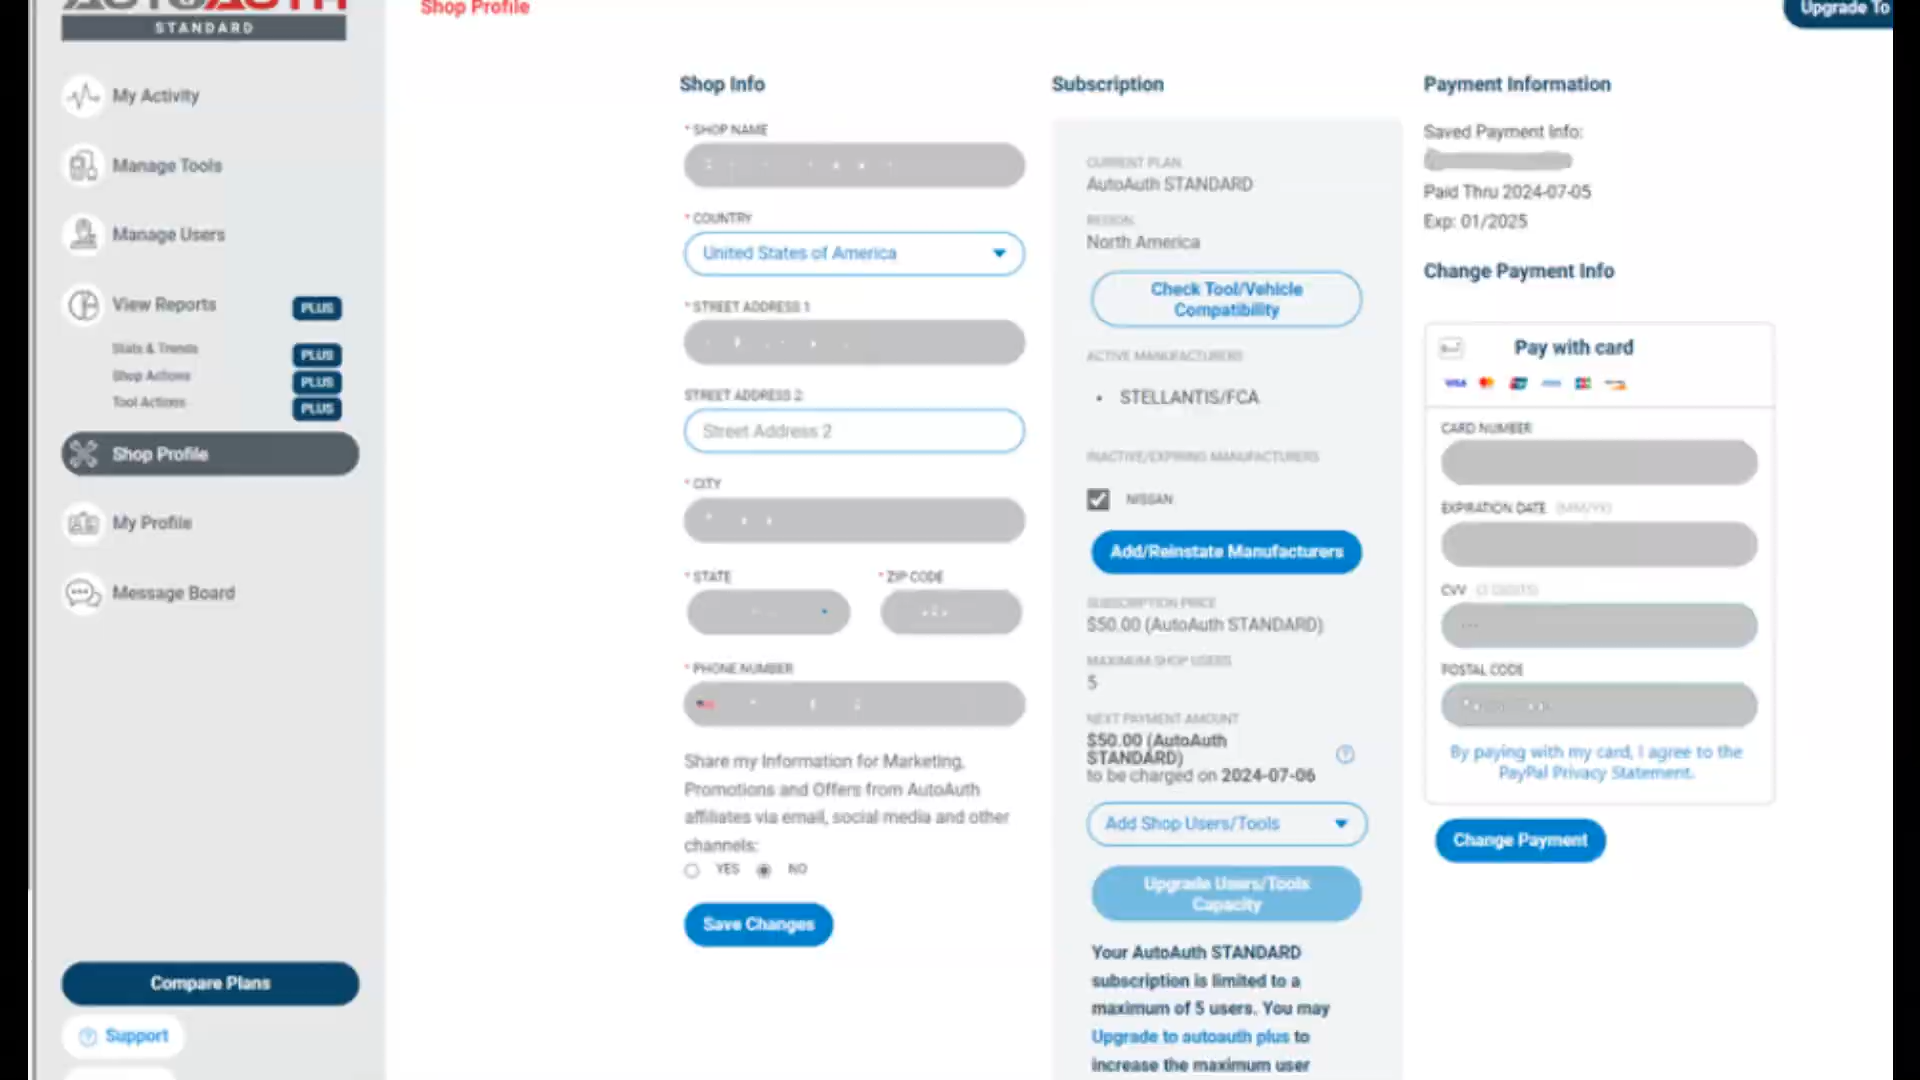 AUTOAUTH
STANDARD
My Activity
Manage Tools
Manage Users
View Reports
PLUS
Stats & Trends
PLUS
Shop Actions
PLUS
Tool Actions
PLUS
Shop Profile
My Profile
Message Board
Compare Plans
Support
Shop Profile
Upgrade To
Shop Info
* SHOP NAME
* COUNTRY
United States of America
* STREET ADDRESS 1
STREET ADDRESS 2
Street Address 2
* CITY
* STATE
* ZIP CODE
* PHONE NUMBER
Share my Information for Marketing,
Promotions and Offers from AutoAuth
affiliates via email, social media and other
channels:
YES
NO
Save Changes
Subscription
CURRENT PLAN
AutoAuth STANDARD
REGION
North America
Check Tool/Vehicle
Compatibility
ACTIVE MANUFACTURERS
• STELLANTIS/FCA
INACTIVE/EXPIRING MANUFACTURERS
NISSAN
Add/Reinstate Manufacturers
SUBSCRIPTION PRICE
$50.00 (AutoAuth STANDARD)
MAXIMUM SHOP USERS
5
NEXT PAYMENT AMOUNT
$50.00 (AutoAuth
STANDARD)
to be charged on 2024-07-06
Add Shop Users/Tools
Upgrade Users/Tools
Capacity
Your AutoAuth STANDARD
subscription is limited to a
maximum of 5 users. You may
Upgrade to autoauth plus to
increase the maximum user
Payment Information
Saved Payment Info:
Paid Thru 2024-07-05
Exp: 01/2025
Change Payment Info
Pay with card
VISA
CARD NUMBER
EXPIRATION DATE (MM/YY)
CVV (3 DIGITS)
POSTAL CODE
By paying with my card, I agree to the
PayPal Privacy Statement.
Change Payment